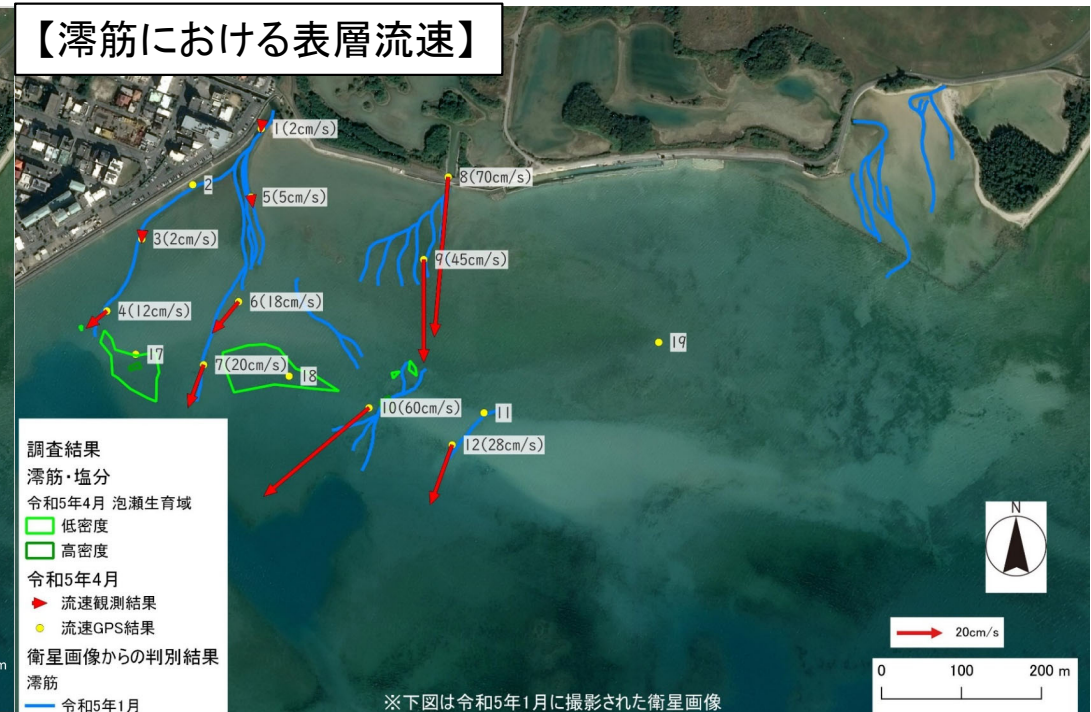 【澪筋における表層流速】
1(2cm/s)
8(70cm/s)
2
5(5cm/s)
3(2cm/s)
9(45cm/s)
6(18cm/s)
4(12cm/s)
19
17
7(20cm/s)
18
10(60cm/s)
11
12(28cm/s)
調査結果
澪筋・塩分
令和5年4月 泡瀬生育域
低密度
高密度
令和5年4月
流速観測結果
流速GPS結果
衛星画像からの判別結果
澪筋
令和5年1月
N
20cm/s
0 100 200 m
m
※下図は令和5年1月に撮影された衛星画像